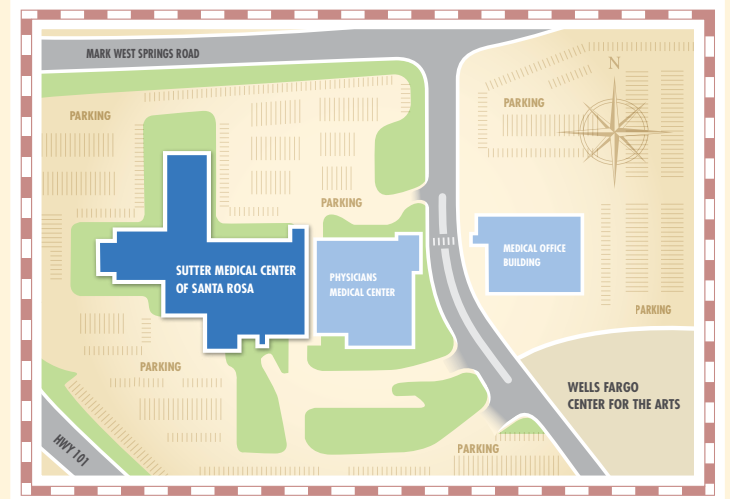 MARK WEST SPRINGS ROAD
N
PARKING
PARKING
PARKING
MEDICAL OFFICE
BUILDING
SUTTER MEDICAL CENTER
OF SANTA ROSA
PHYSICIANS
MEDICAL CENTER
PARKING
PARKING
WELLS FARGO
CENTER FOR THE ARTS
HWY 101
PARKING